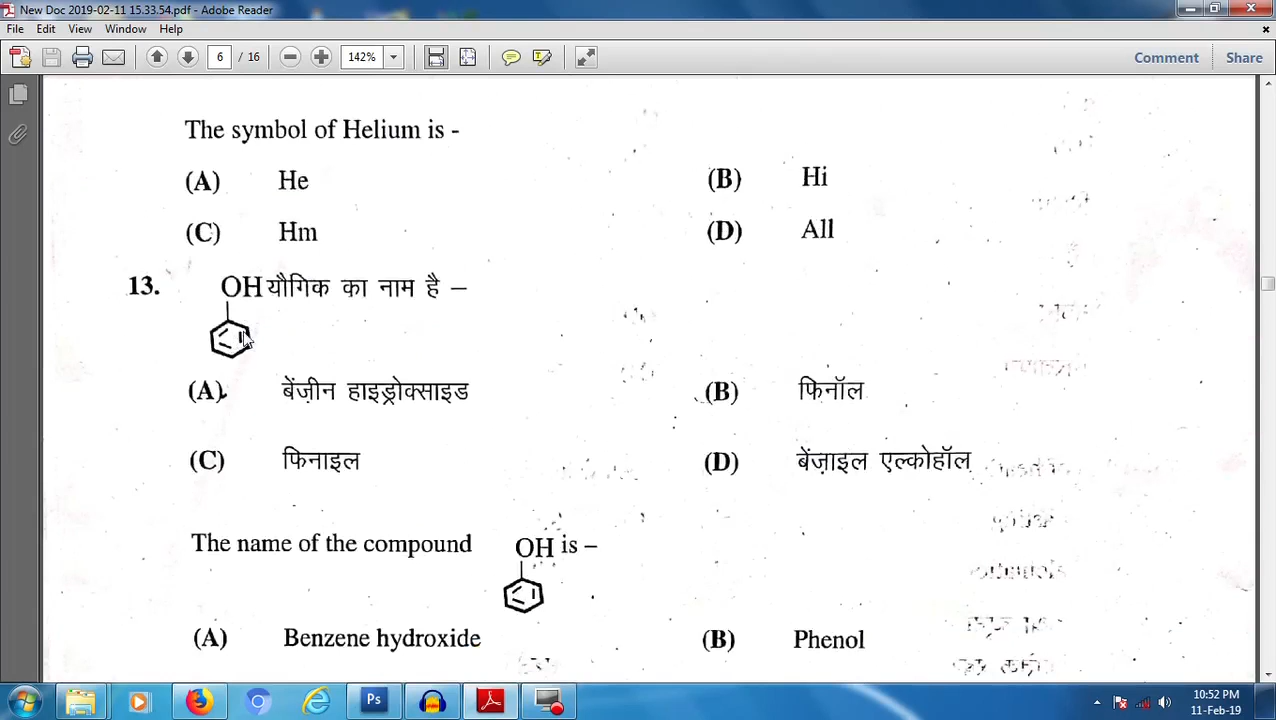 New Doc 2019-02-11 15.33.54.pdf - Adobe Reader
File Edit View Window Help
6 / 16 142% Comment Share
The symbol of Helium is -
(A) He (B) Hi
(C) Hm (D) All
13. OH यौगिक का नाम है –
(A) बेंज़ीन हाइड्रोक्साइड (B) फिनॉल
(C) फिनाइल (D) बेंज़ाइल एल्कोहॉल
The name of the compound OH is –
(A) Benzene hydroxide (B) Phenol
Ps
10:52 PM
11-Feb-19